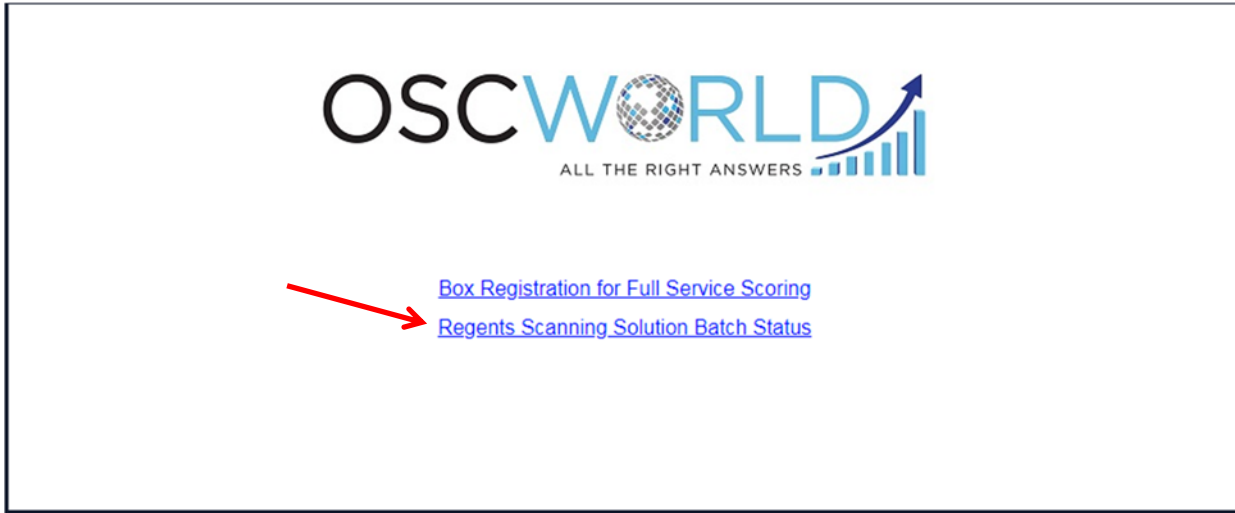 OSCWORLD
ALL THE RIGHT ANSWERS
Box Registration for Full Service Scoring
Regents Scanning Solution Batch Status